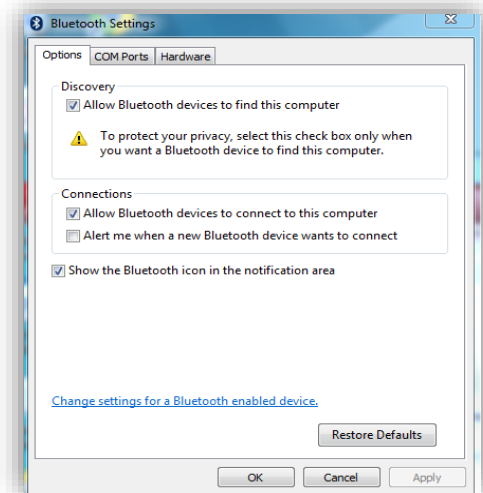 Bluetooth Settings
Options COM Ports Hardware
Discovery
Allow Bluetooth devices to find this computer
To protect your privacy, select this check box only when
you want a Bluetooth device to find this computer.
Connections
Allow Bluetooth devices to connect to this computer
Alert me when a new Bluetooth device wants to connect
Show the Bluetooth icon in the notification area
Change settings for a Bluetooth enabled device.
Restore Defaults
OK Cancel Apply